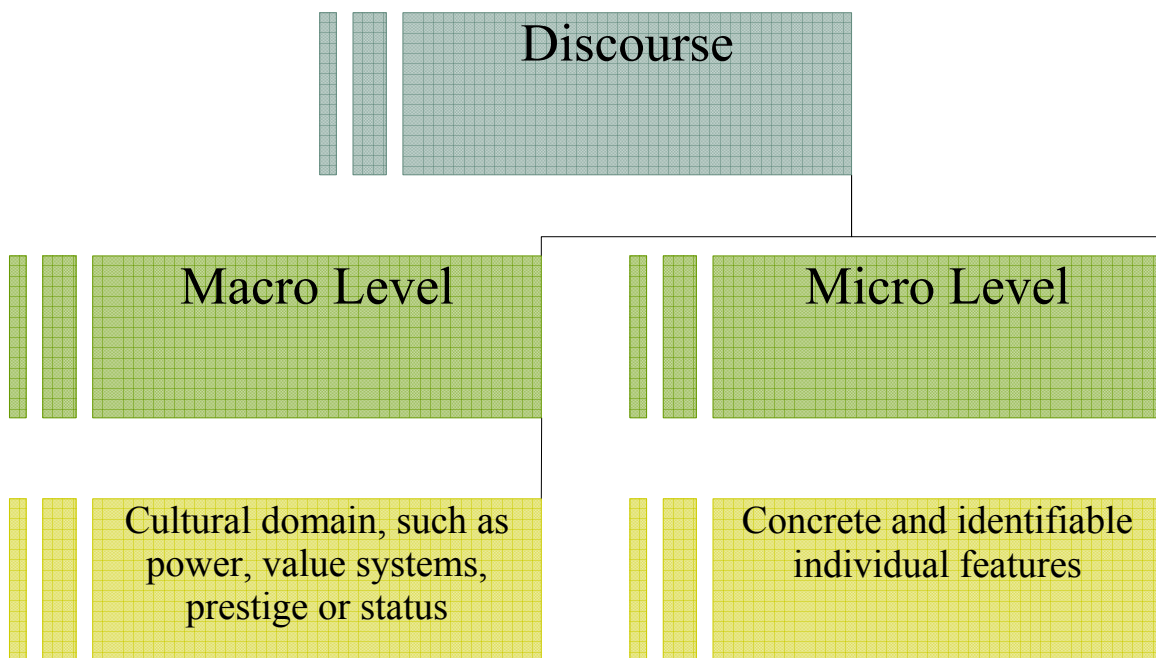 Discourse
Macro Level
Micro Level
Cultural domain, such as
power, value systems,
prestige or status
Concrete and identifiable
individual features